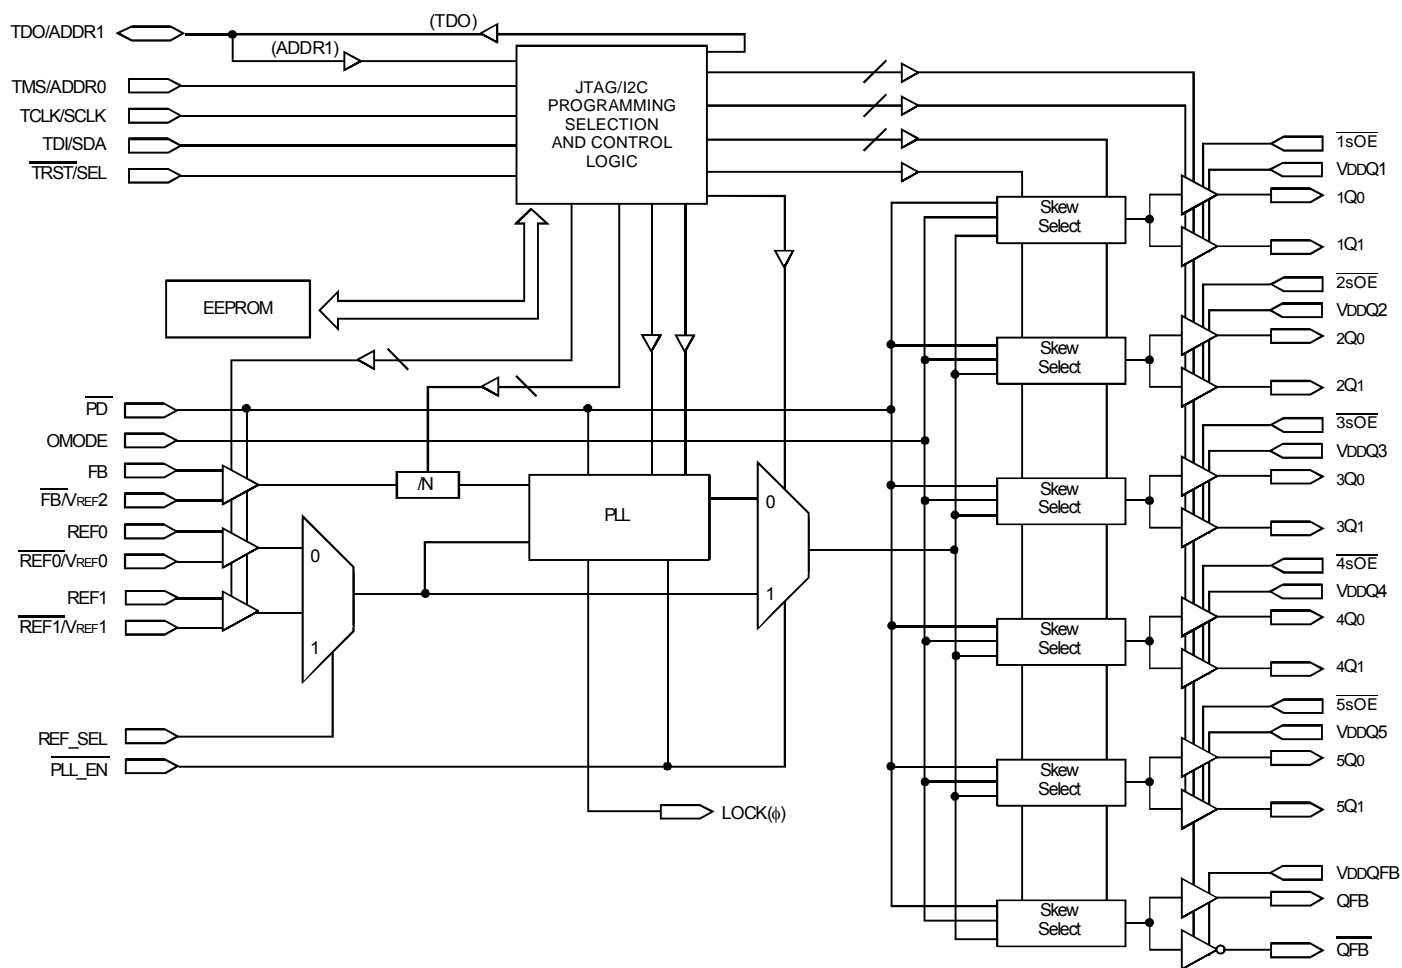 TDO/ADDR1
(TDO)
(ADDR1)
TMS/ADDR0
TCLK/SCLK
TDI/SDA
TRST/SEL
JTAG/I2C
PROGRAMMING
SELECTION
AND CONTROL
LOGIC
EEPROM
PD
OMODE
FB
FB/VREF2
REF0
REF0/VREF0
REF1
REF1/VREF1
REF_SEL
PLL_EN
/N
PLL
0
1
0
1
LOCK(ϕ)
Skew
Select
Skew
Select
Skew
Select
Skew
Select
Skew
Select
Skew
Select
1sOE
VDDQ1
1Q0
1Q1
2sOE
VDDQ2
2Q0
2Q1
3sOE
VDDQ3
3Q0
3Q1
4sOE
VDDQ4
4Q0
4Q1
5sOE
VDDQ5
5Q0
5Q1
VDDQFB
QFB
QFB